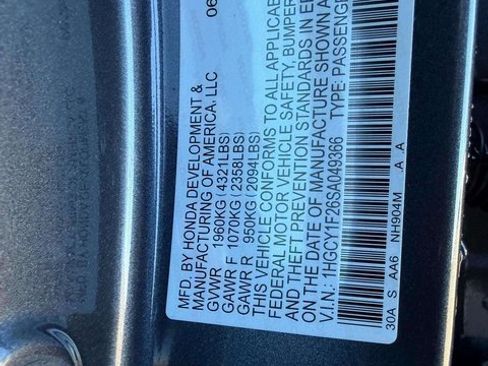 06
MFD. BY HONDA DEVELOPMENT &
MANUFACTURING OF AMERICA, LLC
GVWR 1960KG(4321LBS)
GAWR F 1070KG(2358LBS)
GAWR R 950KG(2094LBS)
THIS VEHICLE CONFORMS TO ALL APPLICABLE
FEDERAL MOTOR VEHICLE SAFETY, BUMPER
AND THEFT PREVENTION STANDARDS IN EF
ON THE DATE OF MANUFACTURE SHOWN A
V.I.N.: 1HGCY1F26SA049366 TYPE: PASSENGE
30A S AA6 NH904M A A